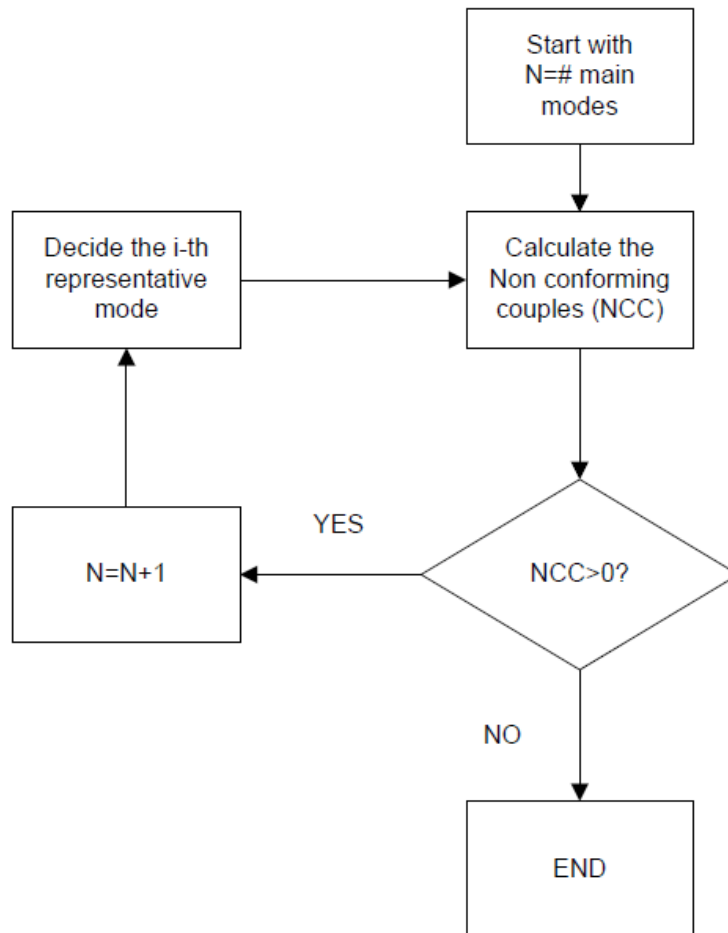 Start with
N=# main
modes
Decide the i-th
representative
mode
Calculate the
Non conforming
couples (NCC)
YES
N=N+1
NCC>0?
NO
END